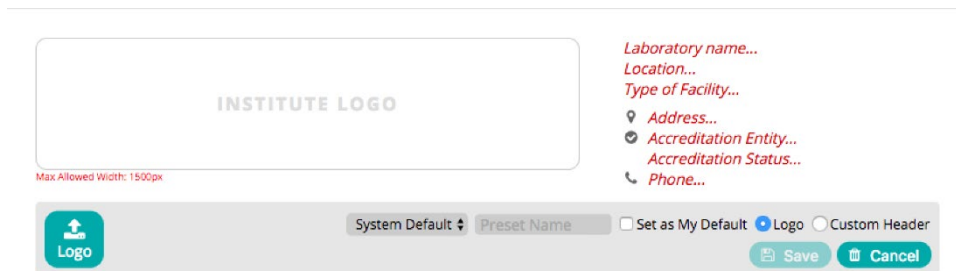 INSTITUTE LOGO
Max Allowed Width: 1500px
Laboratory name...
Location...
Type of Facility...
Address...
Accreditation Entity...
Accreditation Status...
Phone...
Logo
System Default Preset Name Set as My Default Logo Custom Header
Save Cancel